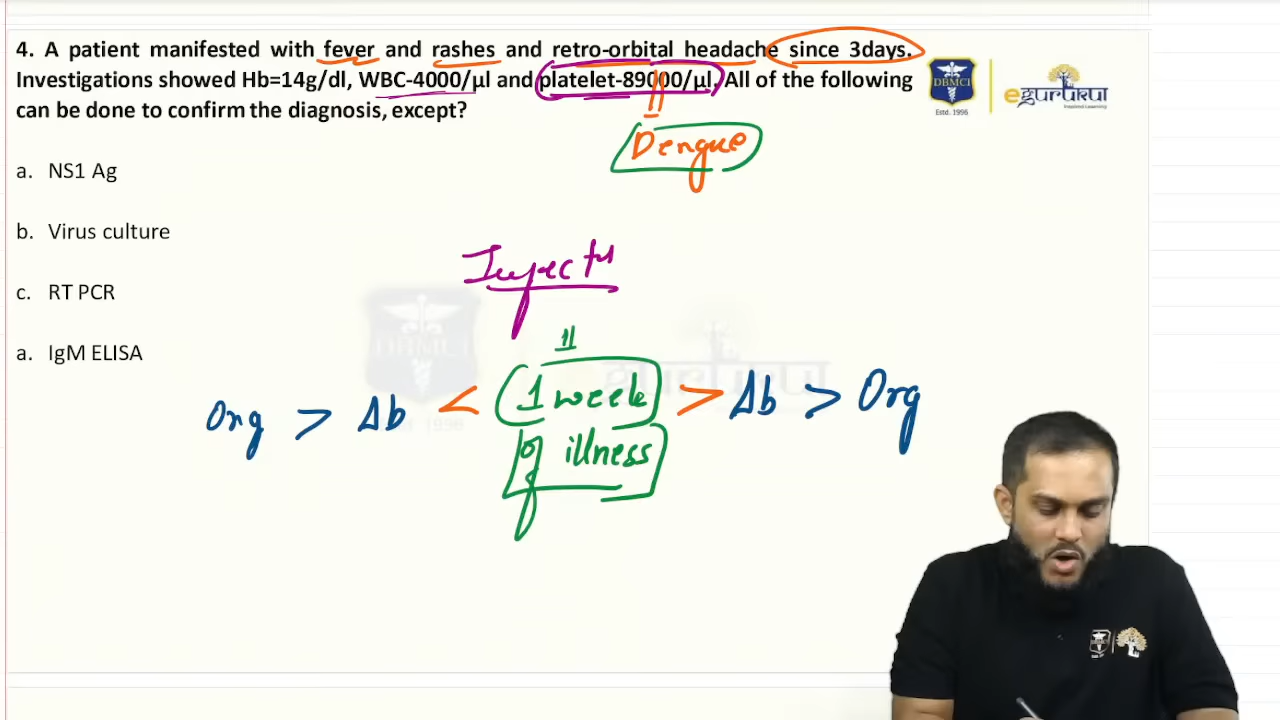 4. A patient manifested with fever and rashes and retro-orbital headache since 3days.
Investigations showed Hb=14g/dl, WBC-4000/µl and platelet-89000/µl. All of the following
can be done to confirm the diagnosis, except?
DBMCI
Estd. 1996
eGurukul
Dengue
a. NS1 Ag
b. Virus culture
c. RT PCR
a. IgM ELISA
Org > Ab < 1 week > Ab > Org
of illness